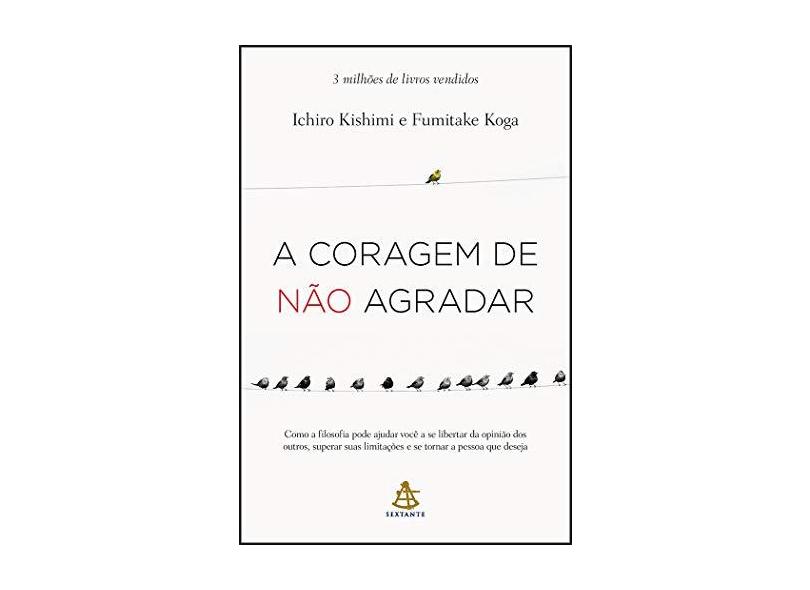 3 milhões de livros vendidos
Ichiro Kishimi e Fumitake Koga
A CORAGEM DE
NÃO AGRADAR
Como a filosofia pode ajudar você a se libertar da opinião dos
outros, superar suas limitações e se tornar a pessoa que deseja
SEXTANTE